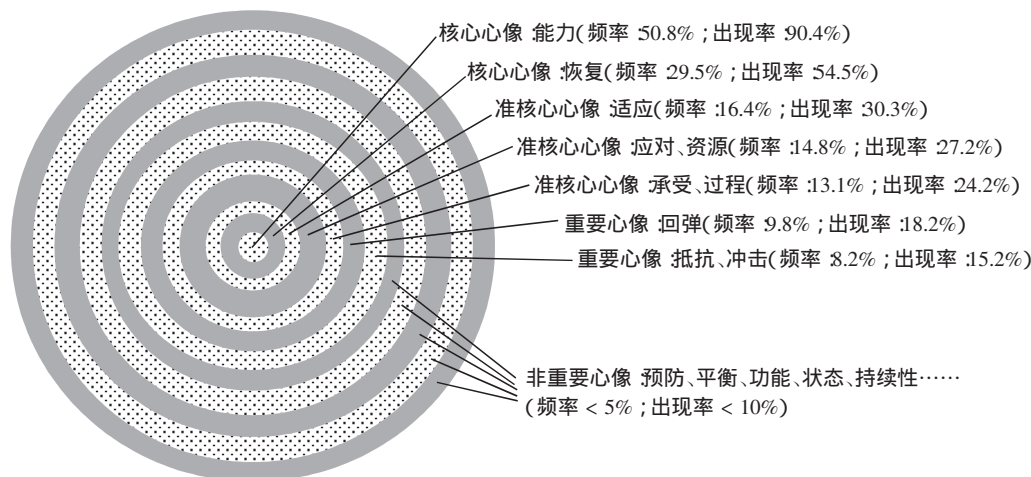 核心心像:能力(频率:50.8%;出现率:90.4%)
核心心像:恢复(频率:29.5%;出现率:54.5%)
准核心心像:适应(频率:16.4%;出现率:30.3%)
准核心心像:应对、资源(频率:14.8%;出现率:27.2%)
准核心心像:承受、过程(频率:13.1%;出现率:24.2%)
重要心像:回弹(频率:9.8%;出现率:18.2%)
重要心像:抵抗、冲击(频率:8.2%;出现率:15.2%)
非重要心像:预防、平衡、功能、状态、持续性……
(频率<5%;出现率<10%)